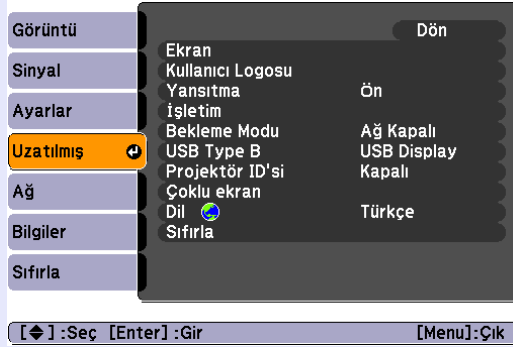 Görüntü
Sinyal
Ayarlar
Uzatılmış
Ağ
Bilgiler
Sıfırla
Dön
Ekran
Kullanıcı Logosu
Yansıtma Ön
İşletim
Bekleme Modu Ağ Kapalı
USB Type B USB Display
Projektör ID'si Kapalı
Çoklu ekran
Dil Türkçe
Sıfırla
[◆] :Seç [Enter] :Gir [Menu]:Çık